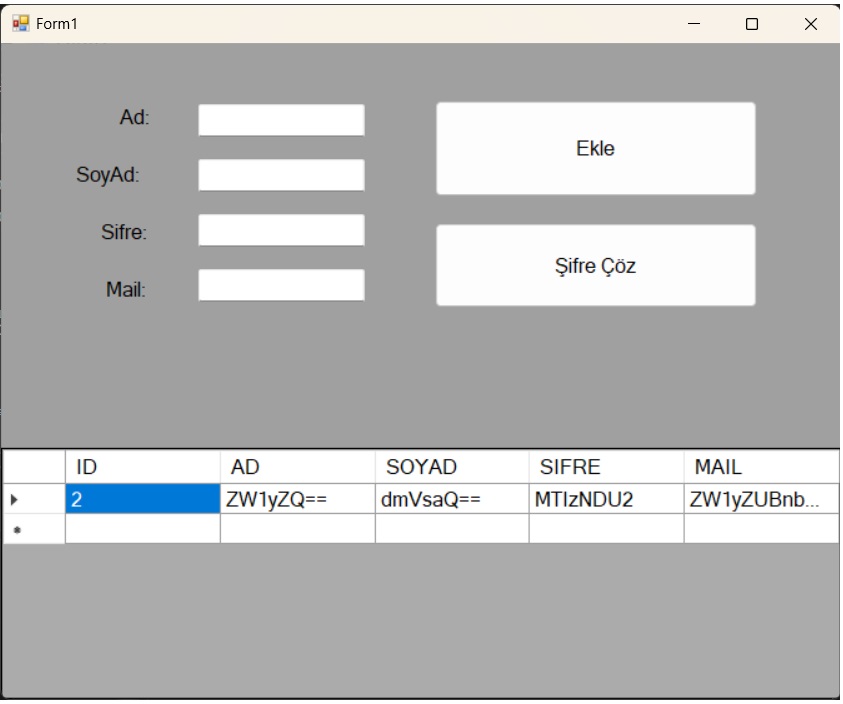 Form1
Ad:
SoyAd:
Sifre:
Mail:
Ekle
Şifre Çöz
ID AD SOYAD SIFRE MAIL
2 ZW1yZQ== dmVsaQ== MTIzNDU2 ZW1yZUBnb...